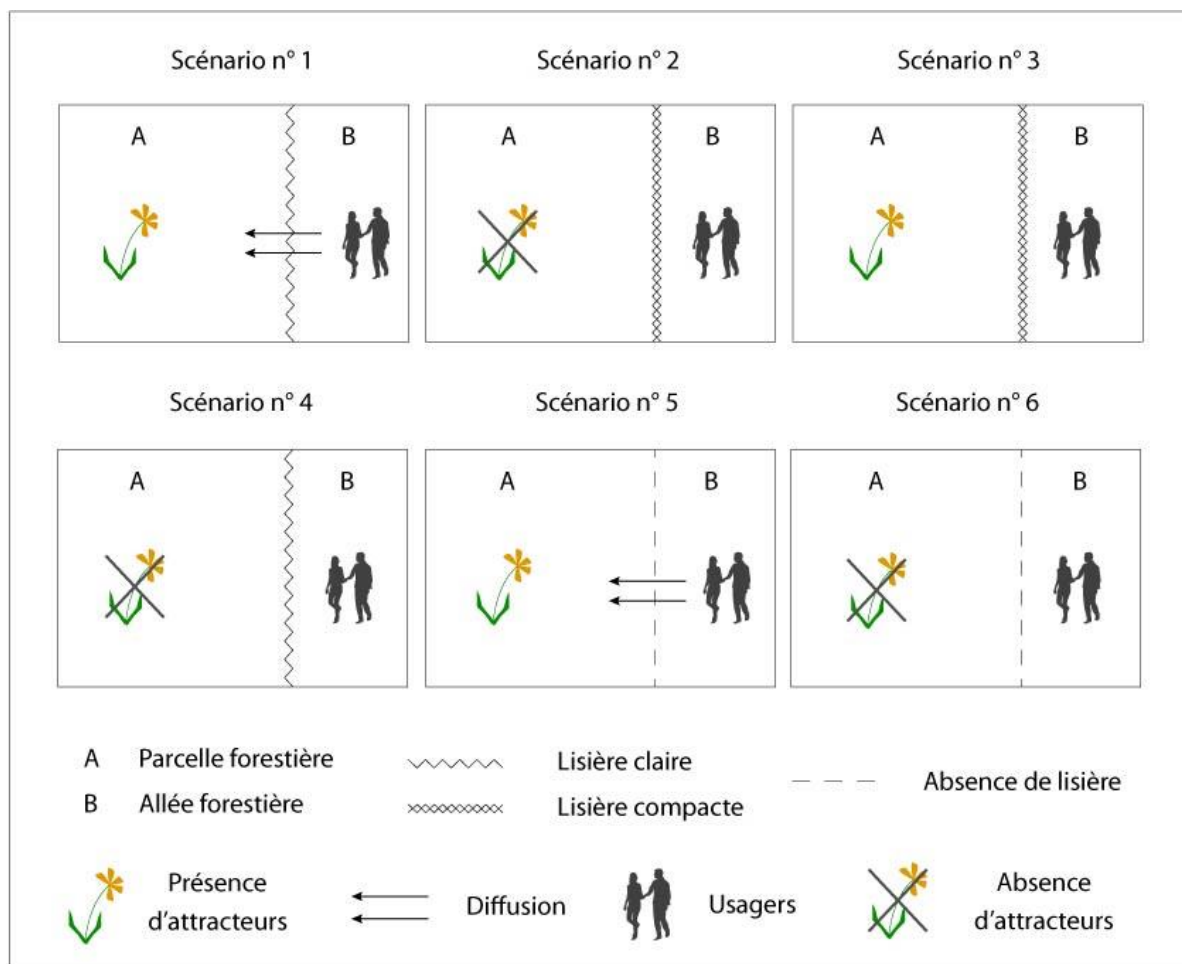 Scénario n° 1
Scénario n° 2
Scénario n° 3
A
B
A
B
A
B
Scénario n° 4
Scénario n° 5
Scénario n° 6
A
B
A
B
A
B
A Parcelle forestière
Lisière claire
Absence de lisière
B Allée forestière
Lisière compacte
Présence
d'attracteurs
Diffusion
Usagers
Absence
d'attracteurs